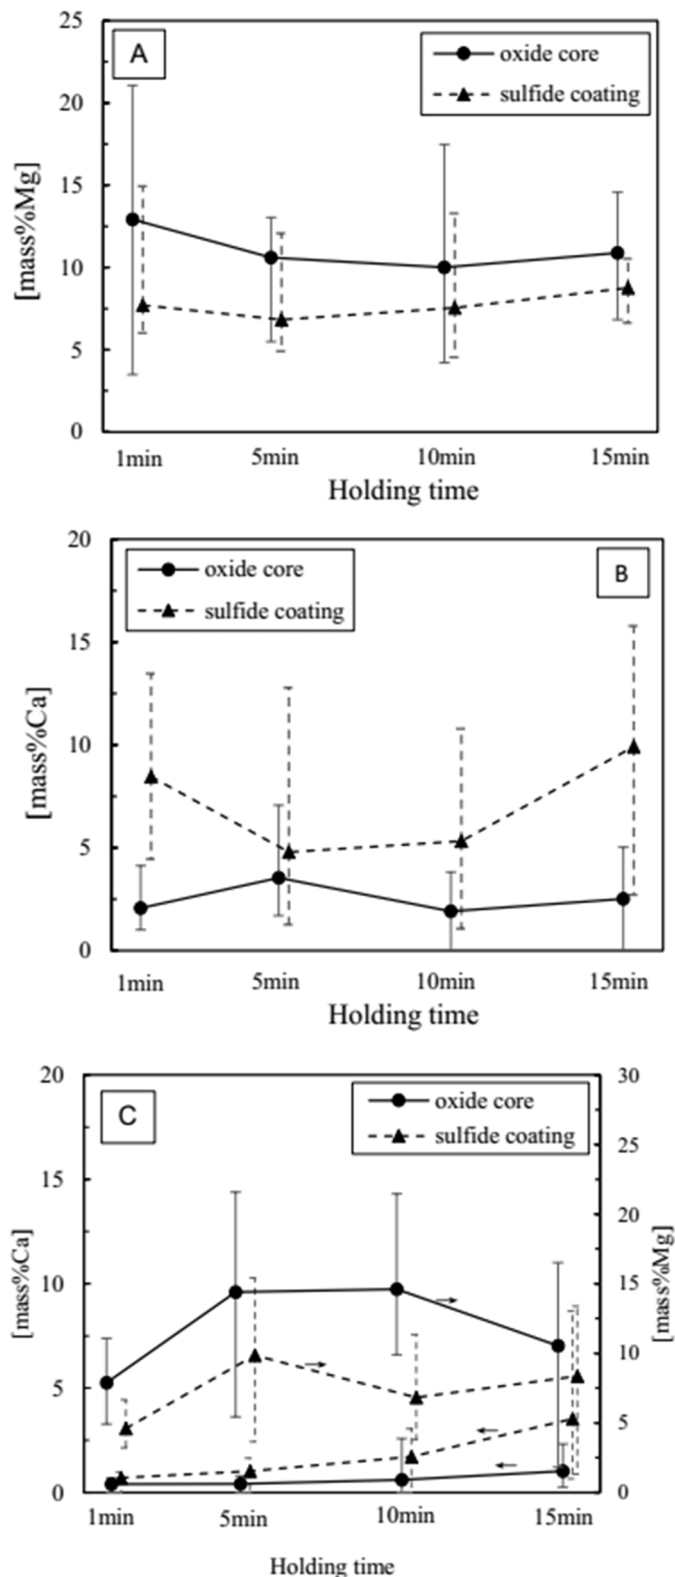 A
oxide core
sulfide coating
25
20
15
10
5
0
[mass%Mg]
1min 5min 10min 15min
Holding time
B
oxide core
sulfide coating
20
15
10
5
0
[mass%Ca]
1min 5min 10min 15min
Holding time
C
oxide core
sulfide coating
20
15
10
5
0
[mass%Ca]
30
25
20
15
10
5
0
[mass%Mg]
1min 5min 10min 15min
Holding time